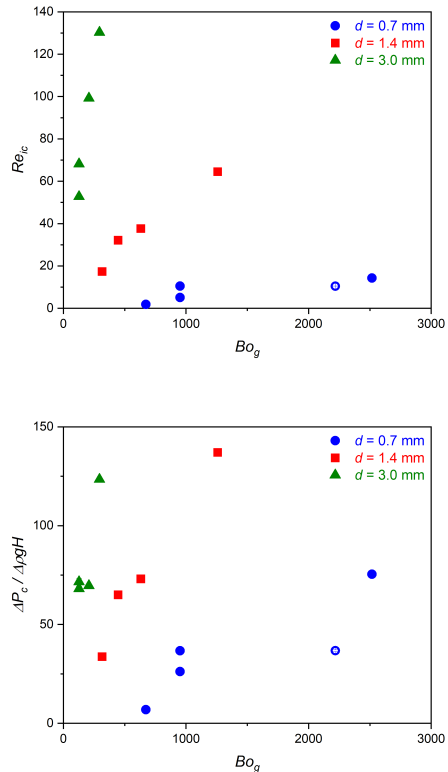 140
120
100
80
60
40
20
0
Re_ic
d = 0.7 mm
d = 1.4 mm
d = 3.0 mm
0 1000 2000 3000
Bo_g
150
100
50
0
ΔP_c / ΔρgH
d = 0.7 mm
d = 1.4 mm
d = 3.0 mm
0 1000 2000 3000
Bo_g